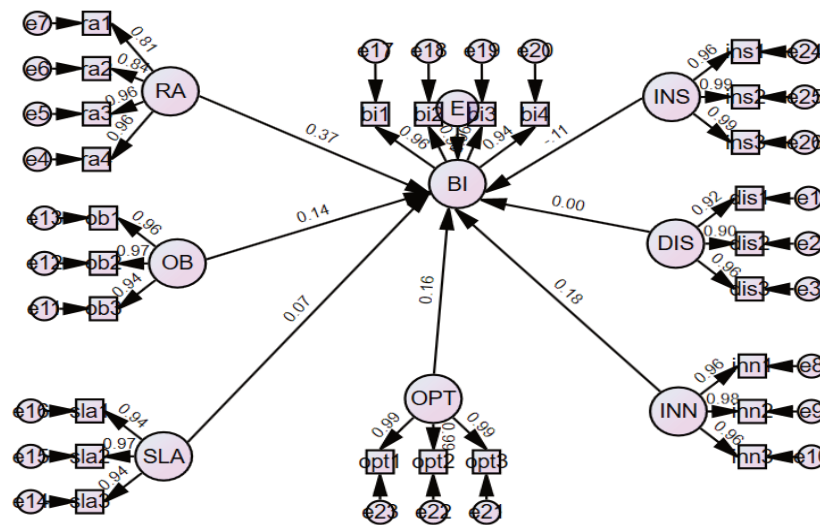 e7 ra1 0.81
e6 ra2 0.84
e5 ra3 0.96
e4 ra4 0.96
RA
0.37
e17 e18 e19 e20
E
bi1 bi2 bi3 bi4
0.96 0.94
BI
e24 ins1 0.96
e25 ins2 0.99
e26 ins3 0.99
INS
-.11
e13 ob1 0.96
e12 ob2 0.97
e11 ob3 0.94
OB
0.14
dis1 0.92 e1
dis2 0.90 e2
dis3 0.96 e3
DIS
0.00
0.07
0.16
0.18
e16 sla1 0.94
e15 sla2 0.97
e14 sla3 0.94
SLA
OPT
0.99 0.99 0.99
opt1 opt2 opt3
e23 e22 e21
INN
inn1 0.96 e8
inn2 0.98 e9
inn3 0.96 e10